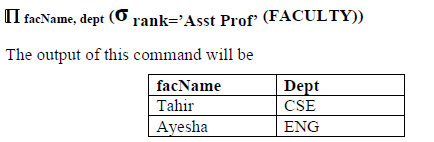 ∏ facName, dept (σ rank=’Asst Prof’ (FACULTY))
The output of this command will be
facName Dept
Tahir CSE
Ayesha ENG